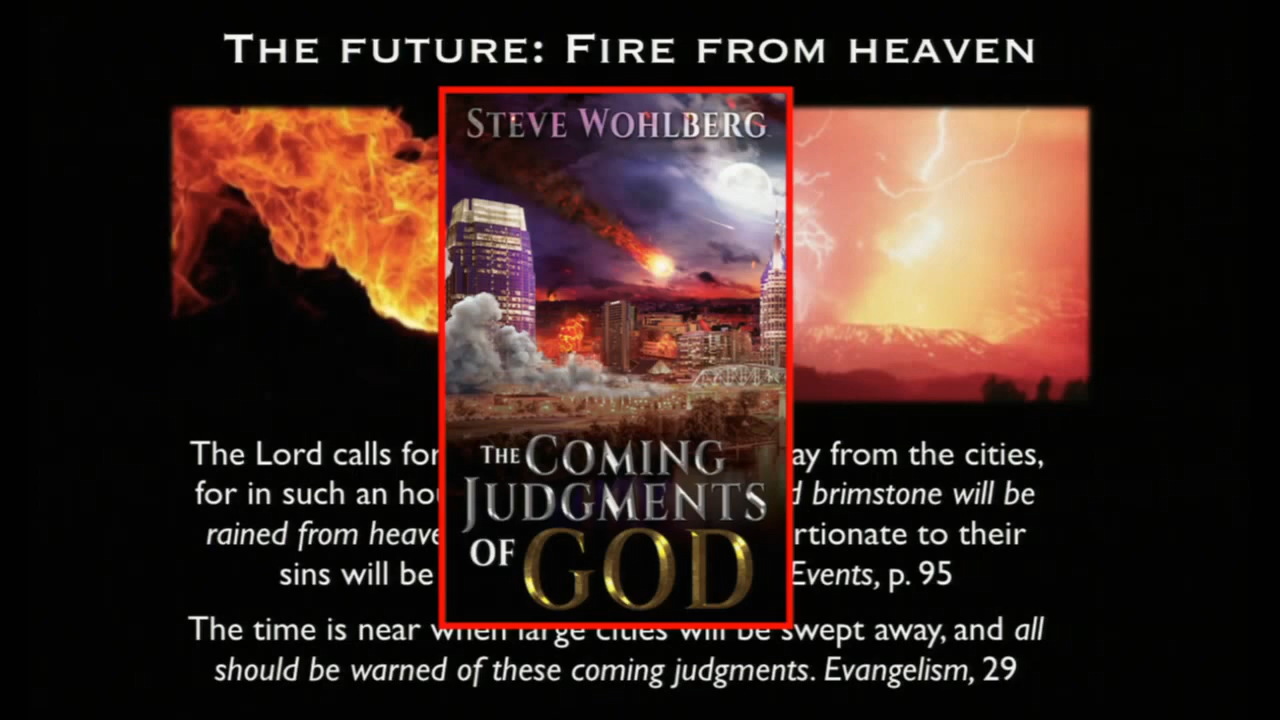 THE FUTURE: FIRE FROM HEAVEN
STEVE WOHLBERG
THE COMING
JUDGMENTS
OF GOD
The Lord calls for ay from the cities,
for in such an brimstone will be
rained from to their
sins will be Events, p. 95
The time is near when large cities will be swept away, and all
should be warned of these coming judgments. Evangelism, 29